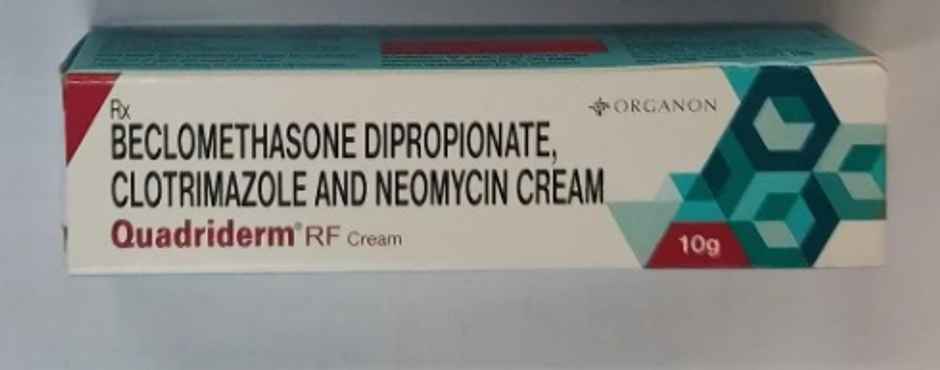 Rx
ORGANON
BECLOMETHASONE DIPROPIONATE,
CLOTRIMAZOLE AND NEOMYCIN CREAM
Quadriderm® RF Cream
10g